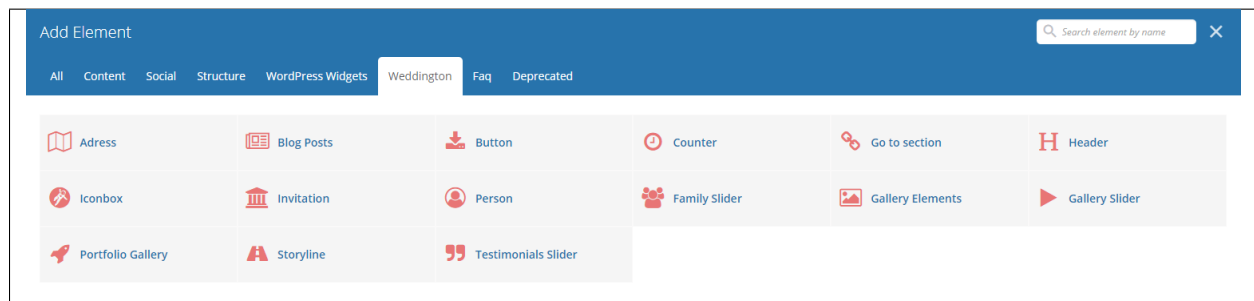 Add Element
Search element by name
All Content Social Structure WordPress Widgets Weddington Faq Deprecated
Adress Blog Posts Button Counter Go to section Header
Iconbox Invitation Person Family Slider Gallery Elements Gallery Slider
Portfolio Gallery Storyline Testimonials Slider